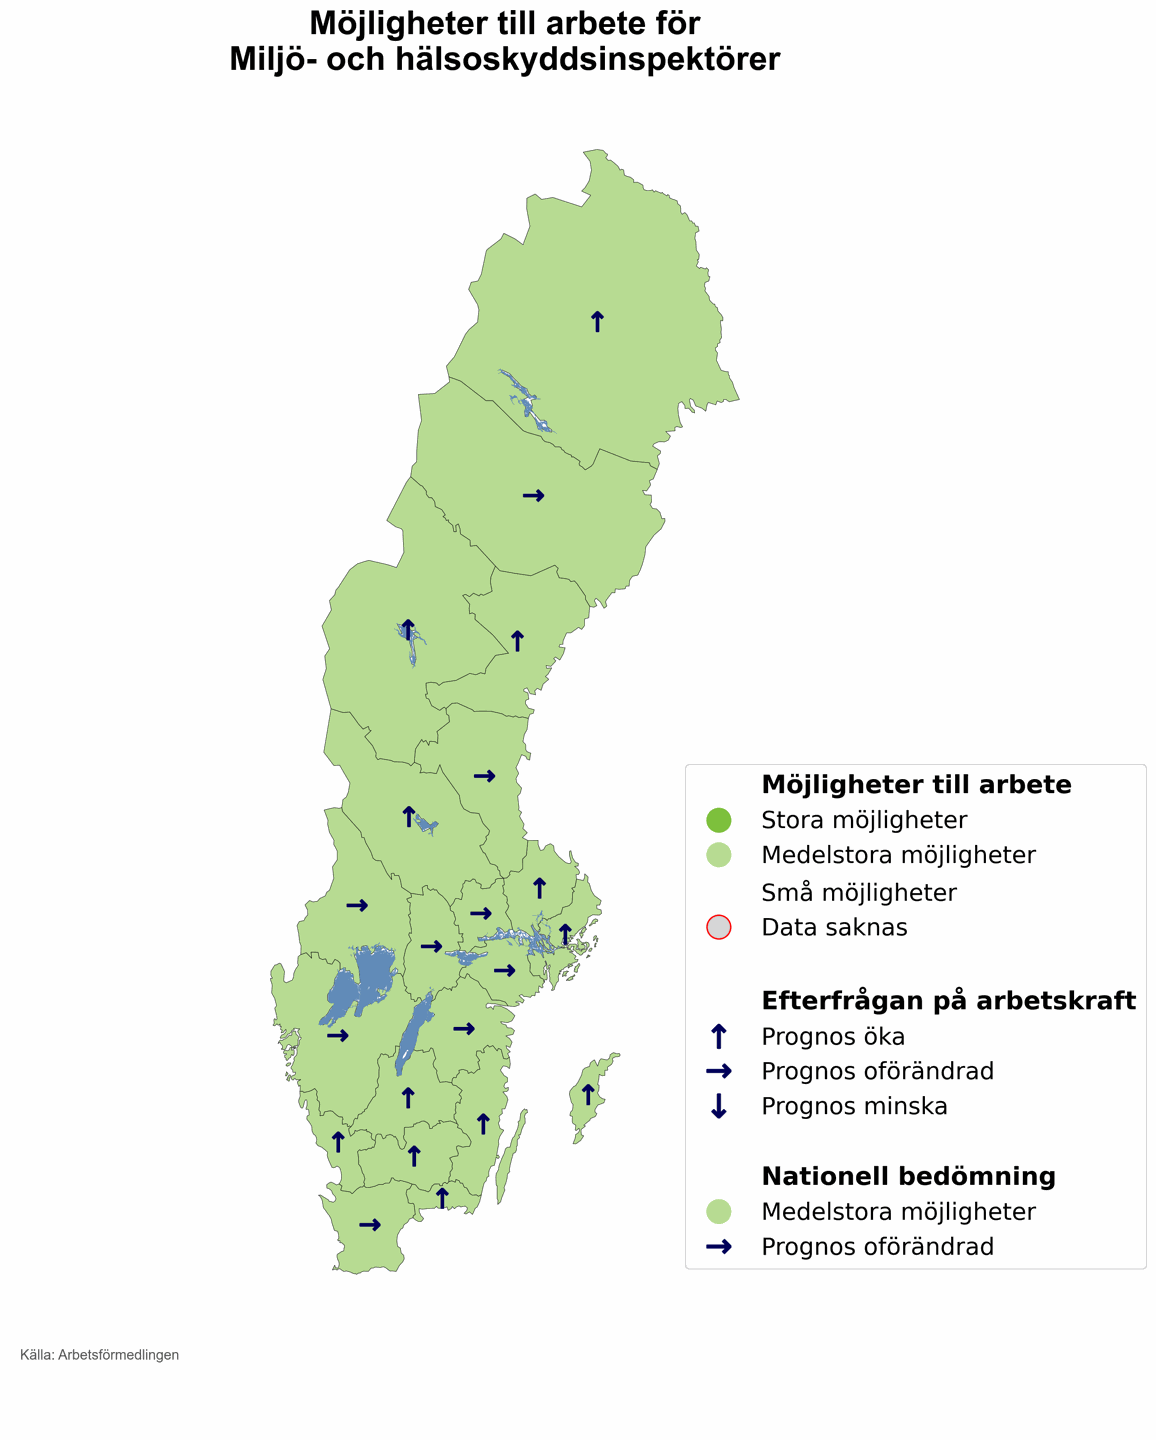 Möjligheter till arbete för
Miljö- och hälsoskyddsinspektörer
Möjligheter till arbete
Stora möjligheter
Medelstora möjligheter
Små möjligheter
Data saknas
Efterfrågan på arbetskraft
Prognos öka
Prognos oförändrad
Prognos minska
Nationell bedömning
Medelstora möjligheter
Prognos oförändrad
Källa: Arbetsförmedlingen